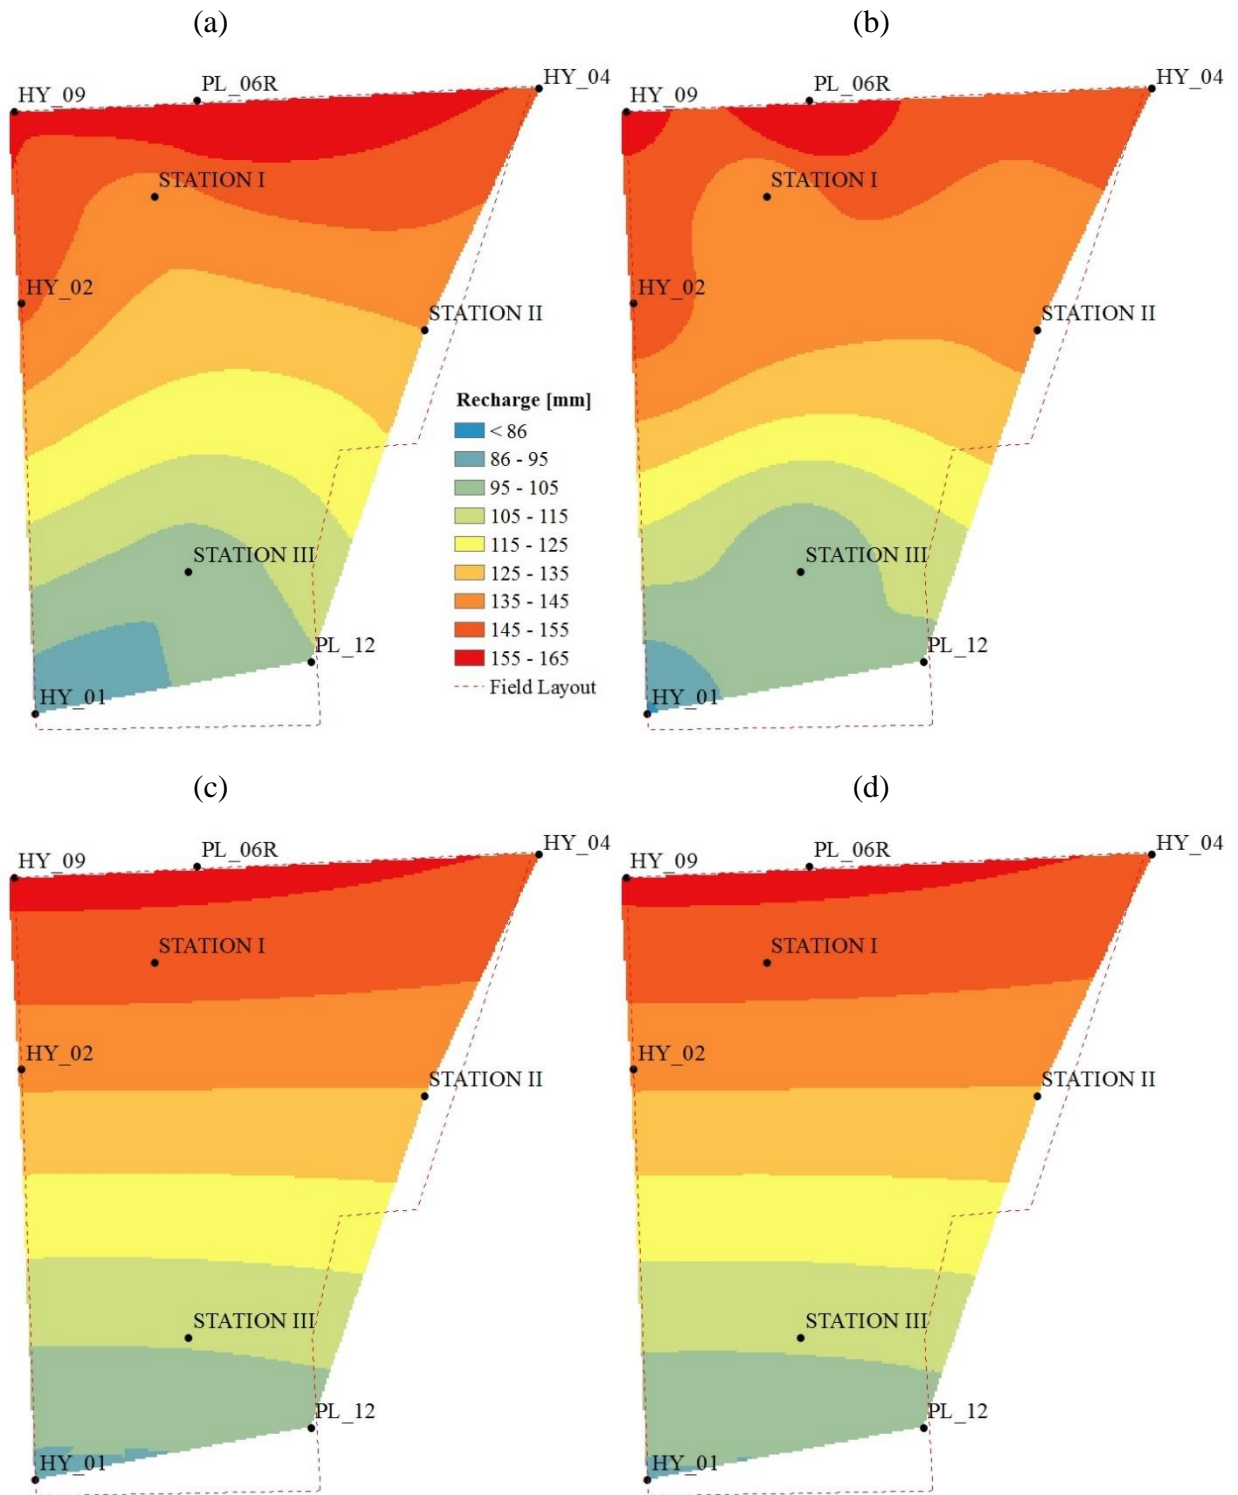 (a)
(b)
HY_09
PL_06R
HY_04
HY_09
PL_06R
HY_04
STATION I
STATION I
HY_02
STATION II
HY_02
STATION II
Recharge [mm]
< 86
86 - 95
95 - 105
105 - 115
115 - 125
125 - 135
135 - 145
145 - 155
155 - 165
Field Layout
STATION III
STATION III
PL_12
PL_12
HY_01
HY_01
(c)
(d)
HY_09
PL_06R
HY_04
HY_09
PL_06R
HY_04
STATION I
STATION I
HY_02
STATION II
HY_02
STATION II
STATION III
STATION III
PL_12
PL_12
HY_01
HY_01